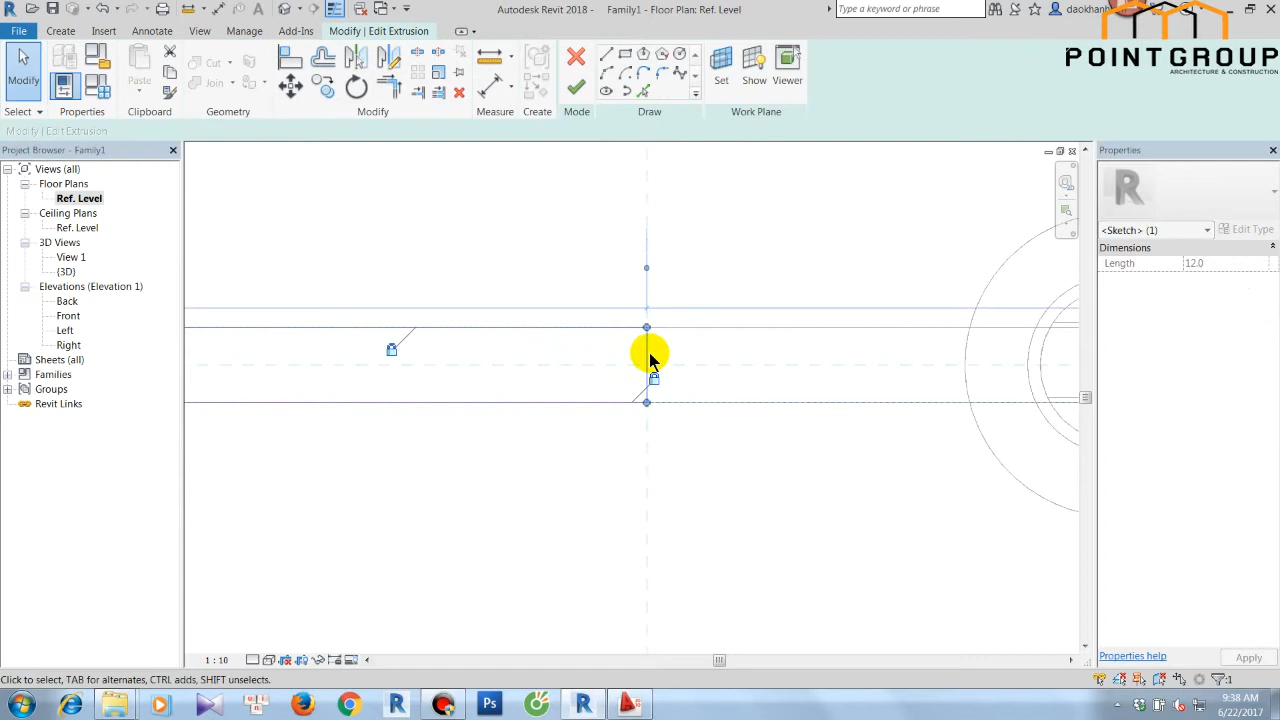 Autodesk Revit 2018 - Family1 - Floor Plan: Ref. Level
Type a keyword or phrase
daokhanh
File
Create
Insert
Annotate
View
Manage
Add-Ins
Modify | Edit Extrusion
POINTGROUP
ARCHITECTURE & CONSTRUCTION
Modify
Paste
Cut
Join
Set
Show
Viewer
Select
Properties
Clipboard
Geometry
Modify
Measure
Create
Mode
Draw
Work Plane
Modify | Edit Extrusion
Project Browser - Family1
Views (all)
Floor Plans
Ref. Level
Ceiling Plans
Ref. Level
3D Views
View 1
{3D}
Elevations (Elevation 1)
Back
Front
Left
Right
Sheets (all)
Families
Groups
Revit Links
Properties
R
<Sketch> (1)
Edit Type
Dimensions
Length
12.0
Properties help
Apply
1 : 10
Click to select, TAB for alternates, CTRL adds, SHIFT unselects.
:1
Ps
9:38 AM
6/22/2017